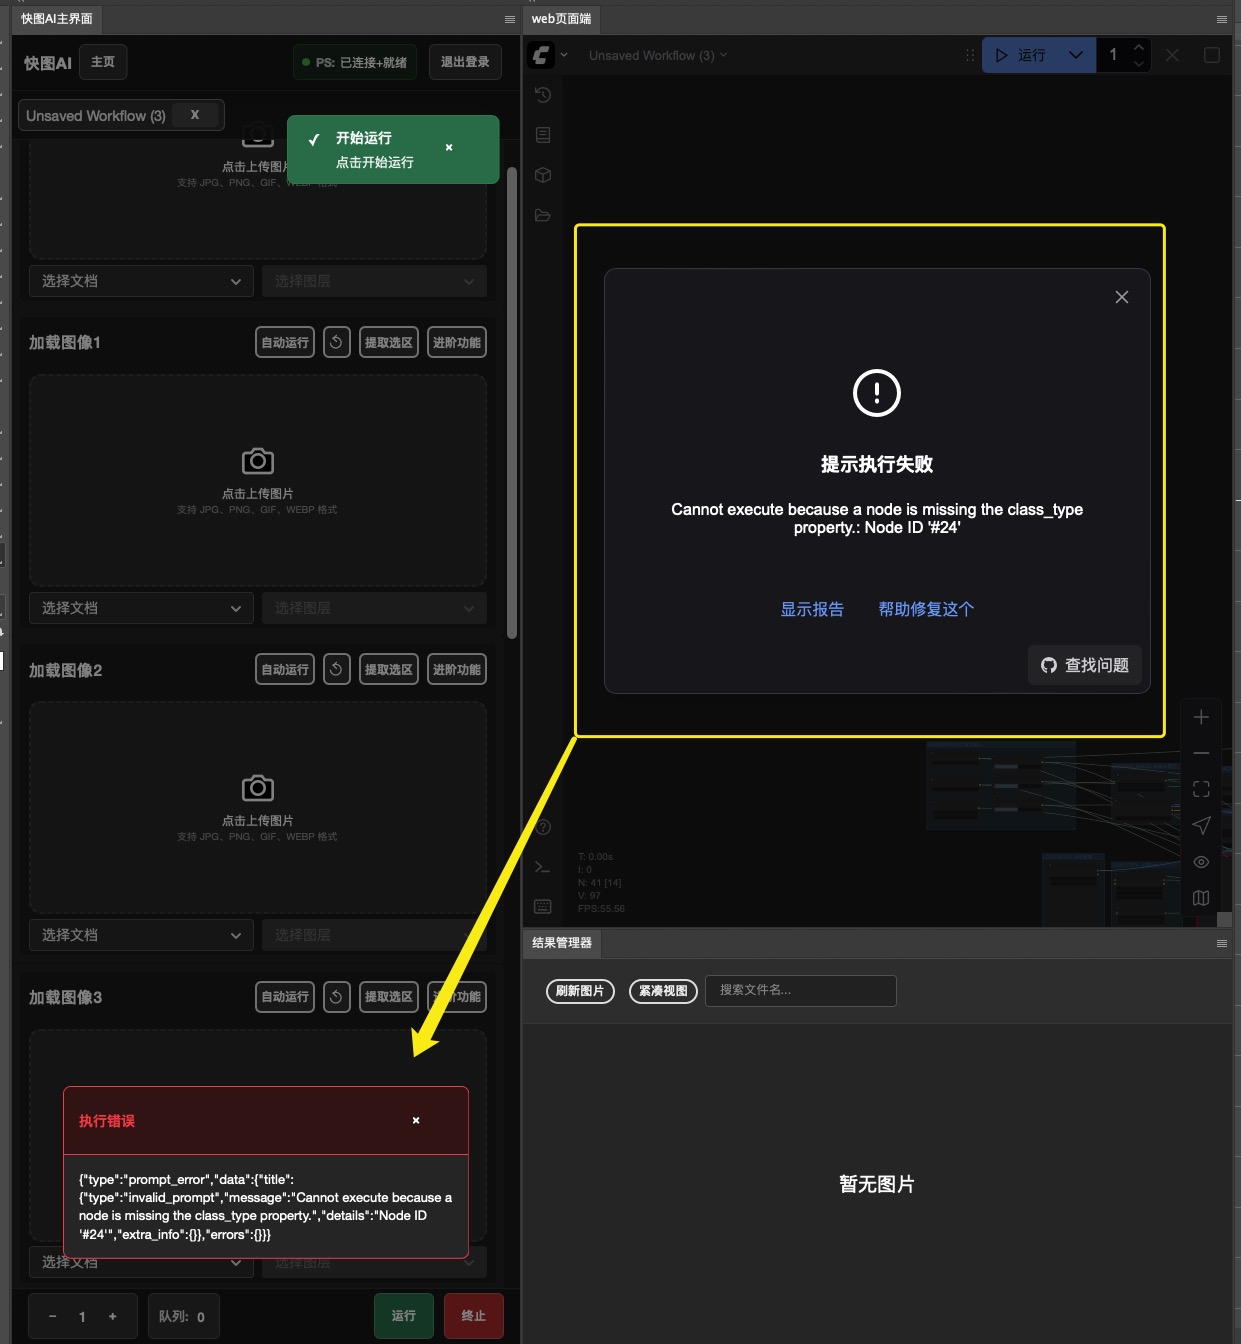 快图AI主界面
快图AI
主页
PS: 已连接+就绪
退出登录
Unsaved Workflow (3)
X
开始运行
点击开始运行
×
点击上传图片
支持 JPG、PNG、GIF、WEBP 格式
选择文档
选择图层
加载图像1
自动运行
提取选区
进阶功能
点击上传图片
支持 JPG、PNG、GIF、WEBP 格式
选择文档
选择图层
加载图像2
自动运行
提取选区
进阶功能
点击上传图片
支持 JPG、PNG、GIF、WEBP 格式
选择文档
选择图层
加载图像3
自动运行
提取选区
进阶功能
执行错误
×
{"type":"prompt_error","data":{"title":
{"type":"invalid_prompt","message":"Cannot execute because a
node is missing the class_type property.","details":"Node ID
'#24'","extra_info":{}},"errors":{}}}
选择文档
选择图层
− 1 +
队列: 0
运行
终止
web页面端
Unsaved Workflow (3)
运行
1
提示执行失败
Cannot execute because a node is missing the class_type
property.: Node ID '#24'
显示报告
帮助修复这个
查找问题
T: 0.00s
I: 0
N: 41 [14]
V: 97
FPS:55.56
结果管理器
刷新图片
紧凑视图
搜索文件名...
暂无图片